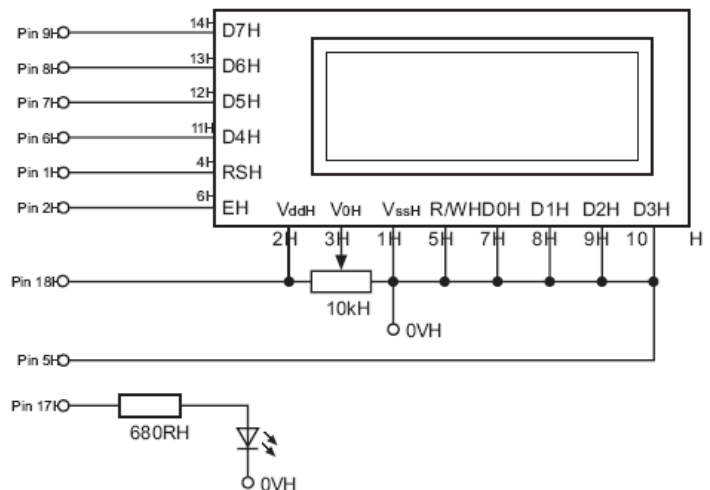 Pin 9H 14H D7H
Pin 8H 13H D6H
Pin 7H 12H D5H
Pin 6H 11H D4H
Pin 1H 4H RSH
Pin 2H 6H EH
VddH V0H VssH R/WH D0H D1H D2H D3H
2H 3H 1H 5H 7H 8H 9H 10 H
Pin 18H
10kH
0VH
Pin 5H
Pin 17H
680RH
0VH